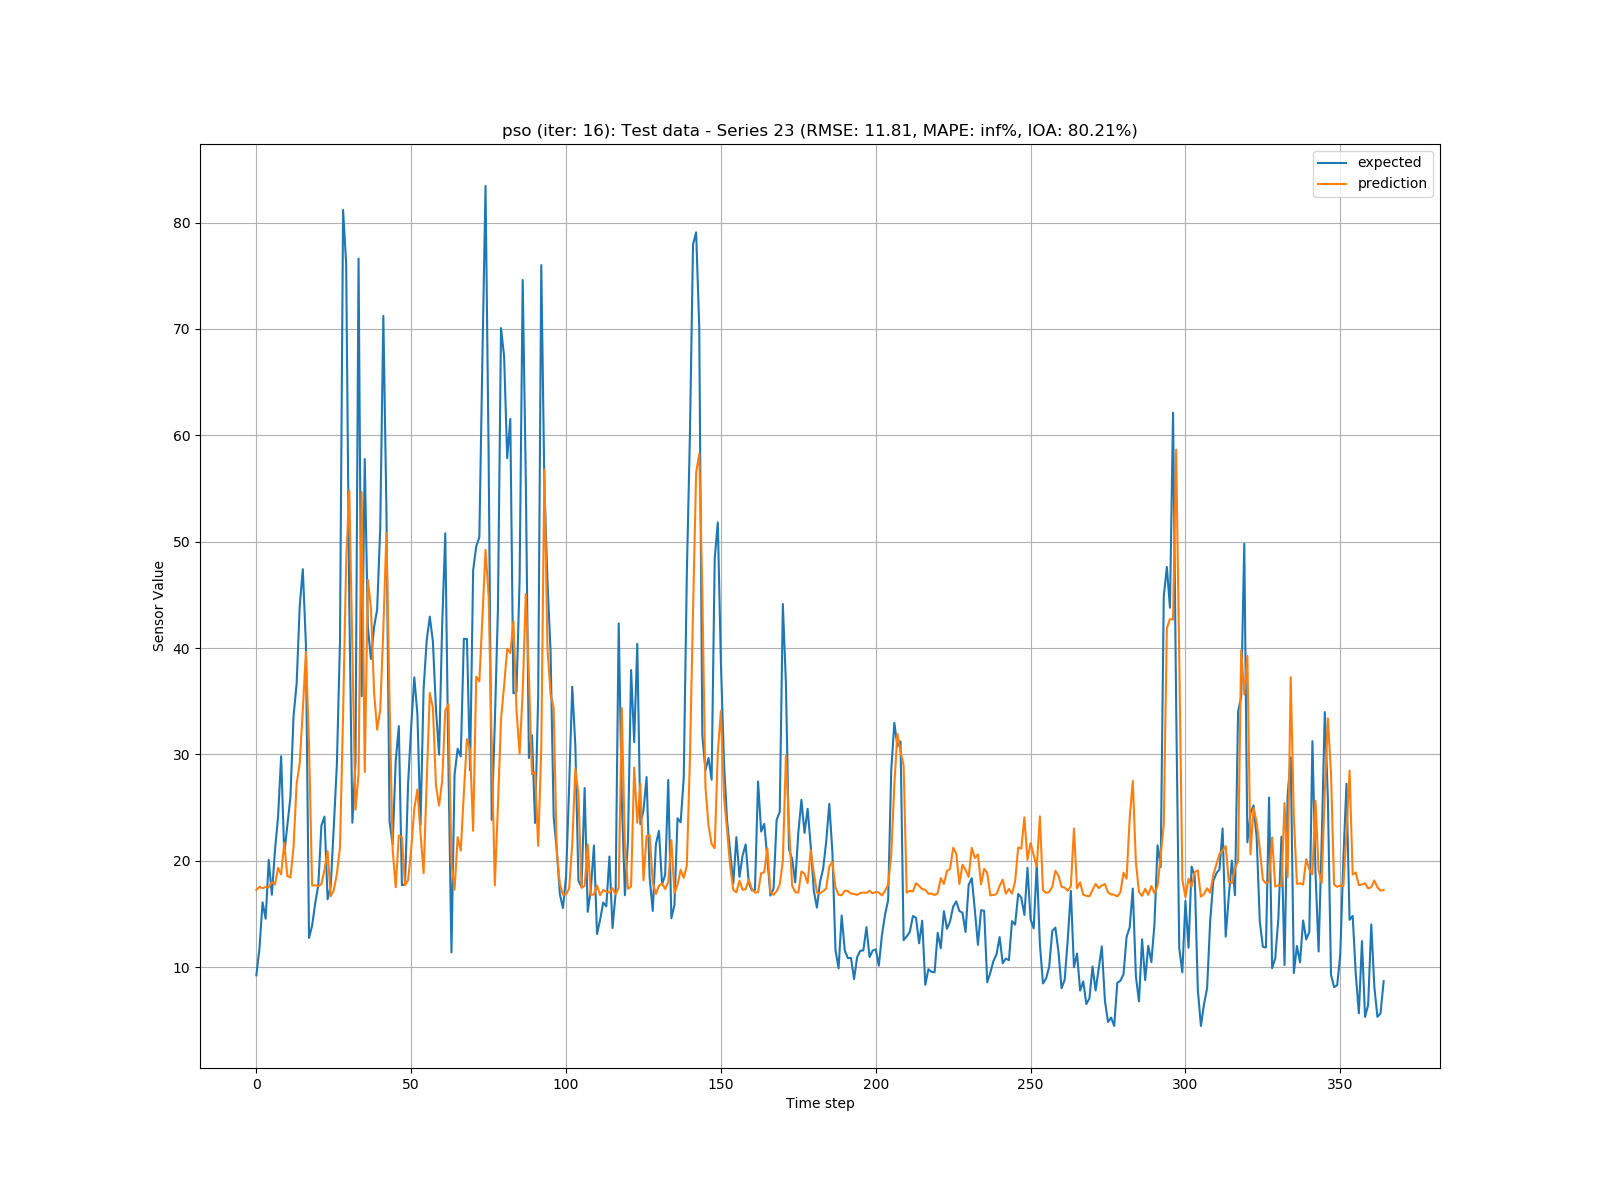 pso (iter: 16): Test data - Series 23 (RMSE: 11.81, MAPE: inf%, IOA: 80.21%)
expected
prediction
80
70
60
50
40
30
20
10
Sensor Value
0 50 100 150 200 250 300 350
Time step